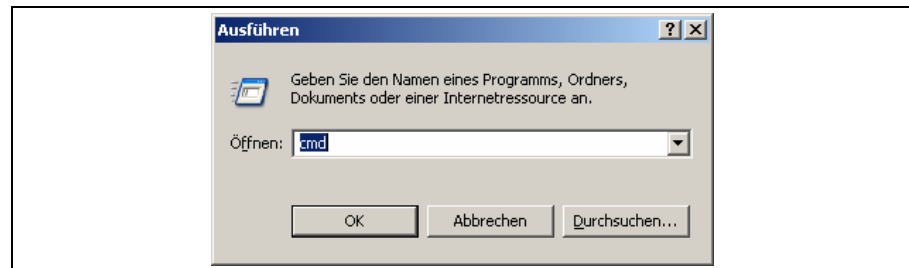 Ausführen
Geben Sie den Namen eines Programms, Ordners,
Dokuments oder einer Internetressource an.
Öffnen: cmd
OK Abbrechen Durchsuchen...